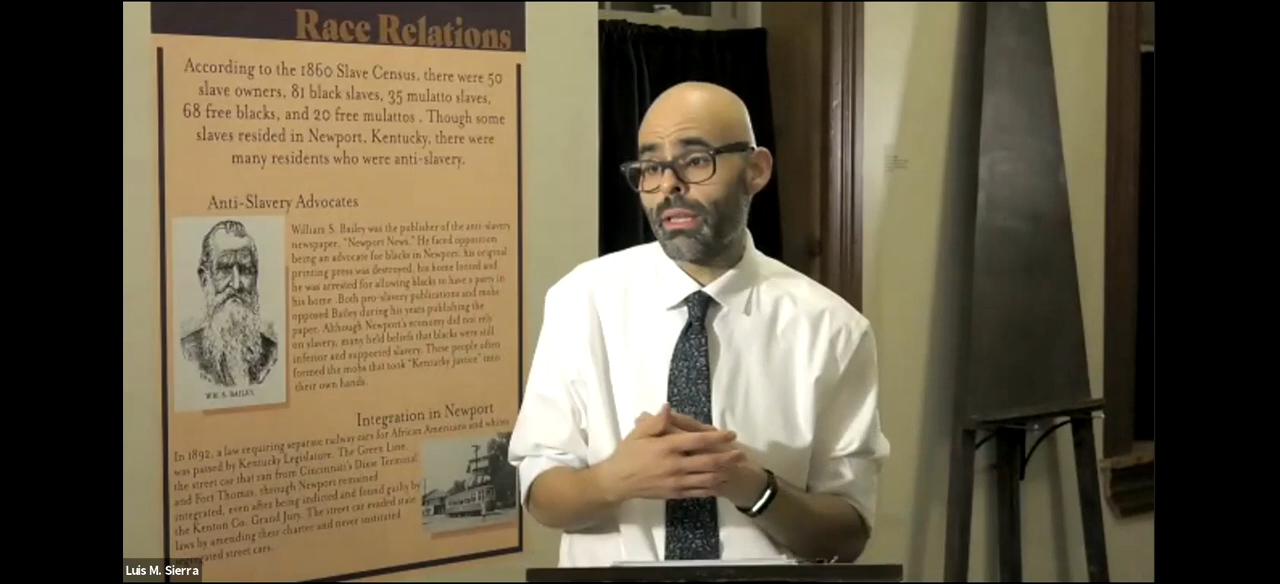 Race Relations
According to the 1860 Slave Census, there were 50
slave owners, 81 black slaves, 35 mulatto slaves,
68 free blacks, and 20 free mulattos . Though some
slaves resided in Newport, Kentucky, there were
many residents who were anti-slavery.
Anti-Slavery Advocates
William S. Bailey was the publisher of the anti-slavery
newspaper, "Newport News." He faced opposition
being an advocate for blacks in Newport; his original
printing press was destroyed, his home looted and
he was arrested for allowing blacks to have a party in
his home .Both pro-slavery publications and mobs
opposed Bailey during his years publishing the
paper. Although Newport's economy did not rely
on slavery, many held beliefs that blacks were still
inferior and supported slavery. These people often
formed the mobs that took "Kentucky justice" into
their own hands.
WM. S. BAILEY.
Integration in Newport
In 1892, a law requiring separate railway cars for African Americans and whites
was passed by Kentucky Legislature. The Green Line,
the street car that ran from Cincinnati's Dixie Terminal
and Fort Thomas, through Newport remained
integrated, even after being indicted and found guilty by
the Kenton Co. Grand Jury. The street car evaded state
laws by amending their charter and never instituted
street cars.
Luis M. Sierra